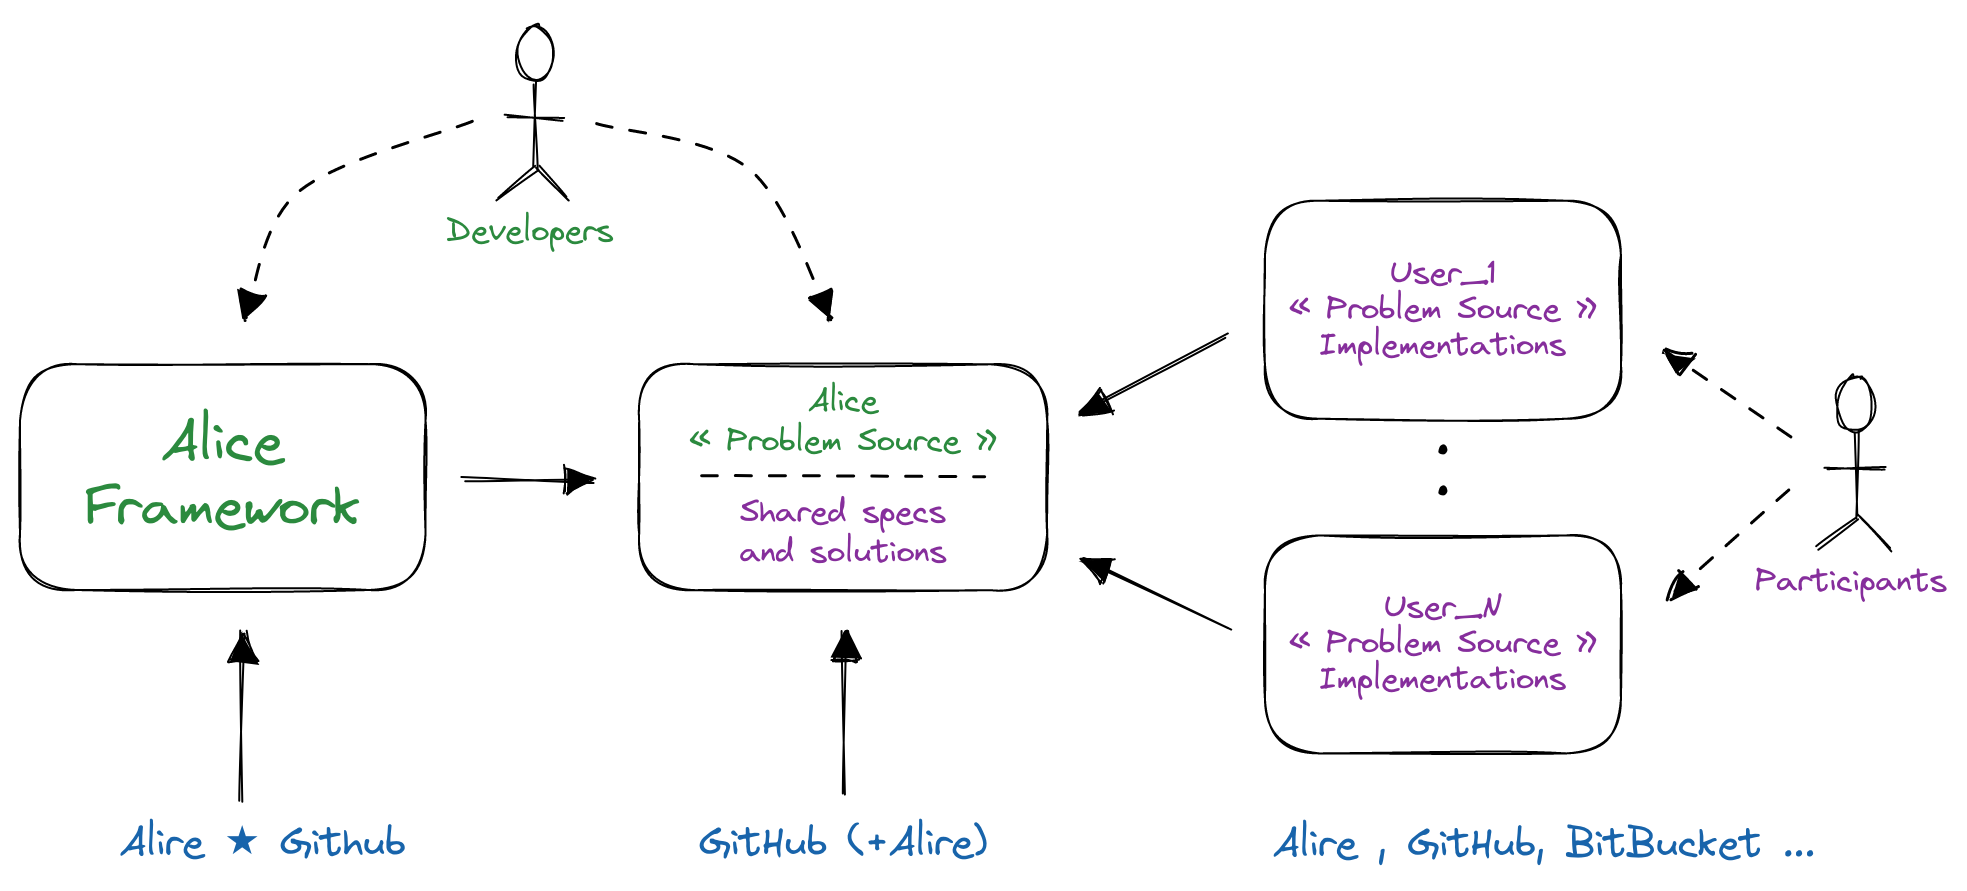 Developers
Alice
Framework
Alice
« Problem Source »
Shared specs
and solutions
User_1
« Problem Source »
Implementations
User_N
« Problem Source »
Implementations
Participants
Alire ★ Github
GitHub (+Alire)
Alire , GitHub, BitBucket ...